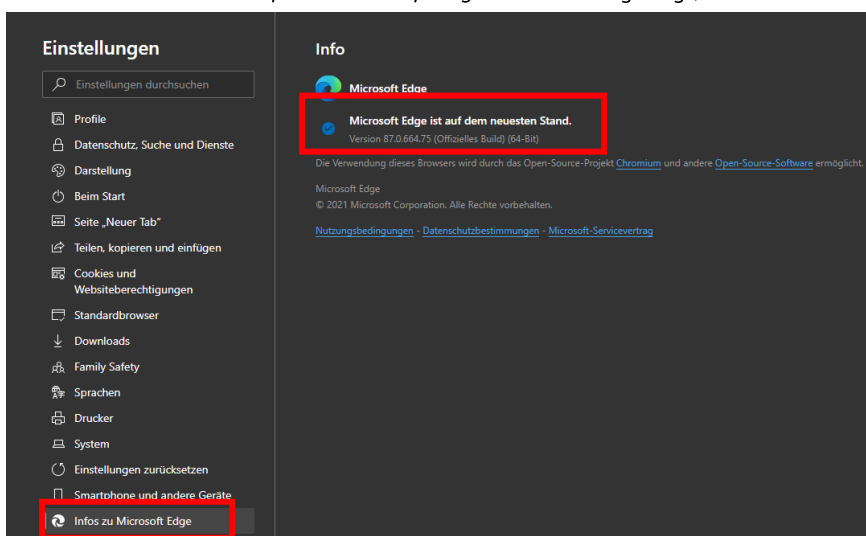 Einstellungen
Einstellungen durchsuchen
Profile
Datenschutz, Suche und Dienste
Darstellung
Beim Start
Seite „Neuer Tab"
Teilen, kopieren und einfügen
Cookies und
Websiteberechtigungen
Standardbrowser
Downloads
Family Safety
Sprachen
Drucker
System
Einstellungen zurücksetzen
Smartphone und andere Geräte
Infos zu Microsoft Edge
Info
Microsoft Edge
Microsoft Edge ist auf dem neuesten Stand.
Version 87.0.664.75 (Offizielles Build) (64-Bit)
Die Verwendung dieses Browsers wird durch das Open-Source-Projekt Chromium und andere Open-Source-Software ermöglicht.
Microsoft Edge
© 2021 Microsoft Corporation. Alle Rechte vorbehalten.
Nutzungsbedingungen - Datenschutzbestimmungen - Microsoft-Servicevertrag